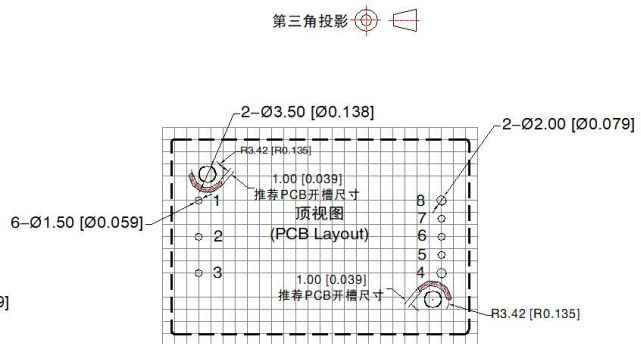 第三角投影
2-Ø3.50 [Ø0.138]
2-Ø2.00 [Ø0.079]
R3.42 [R0.135]
1.00 [0.039]
推荐PCB开槽尺寸
1
8
顶视图
7
6-Ø1.50 [Ø0.059]
(PCB Layout)
2
6
5
3
4
1.00 [0.039]
推荐PCB开槽尺寸
9]
R3.42 [R0.135]